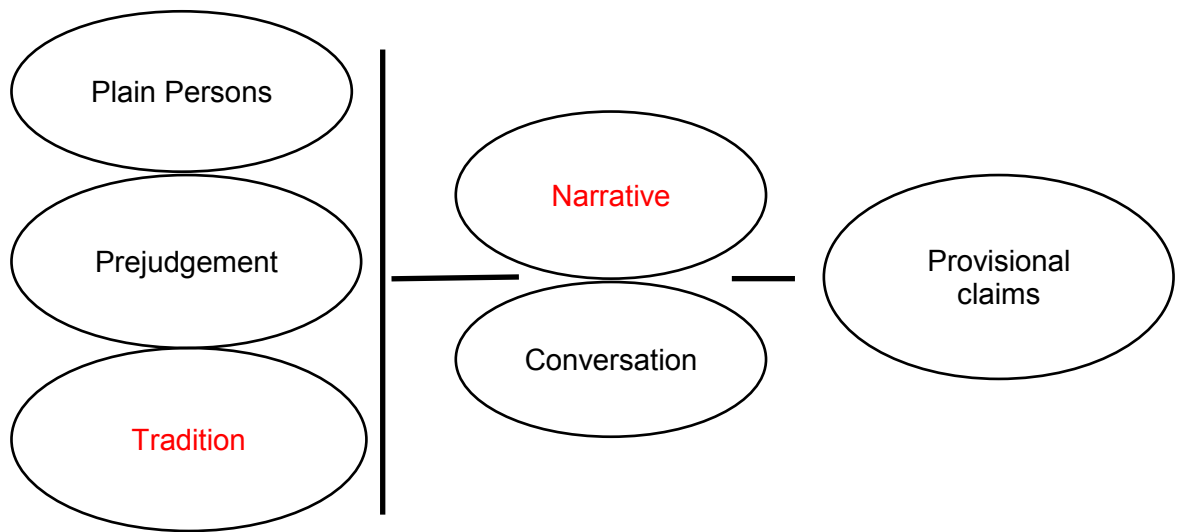 Plain Persons
Prejudgement
Tradition
Narrative
Conversation
Provisional
claims